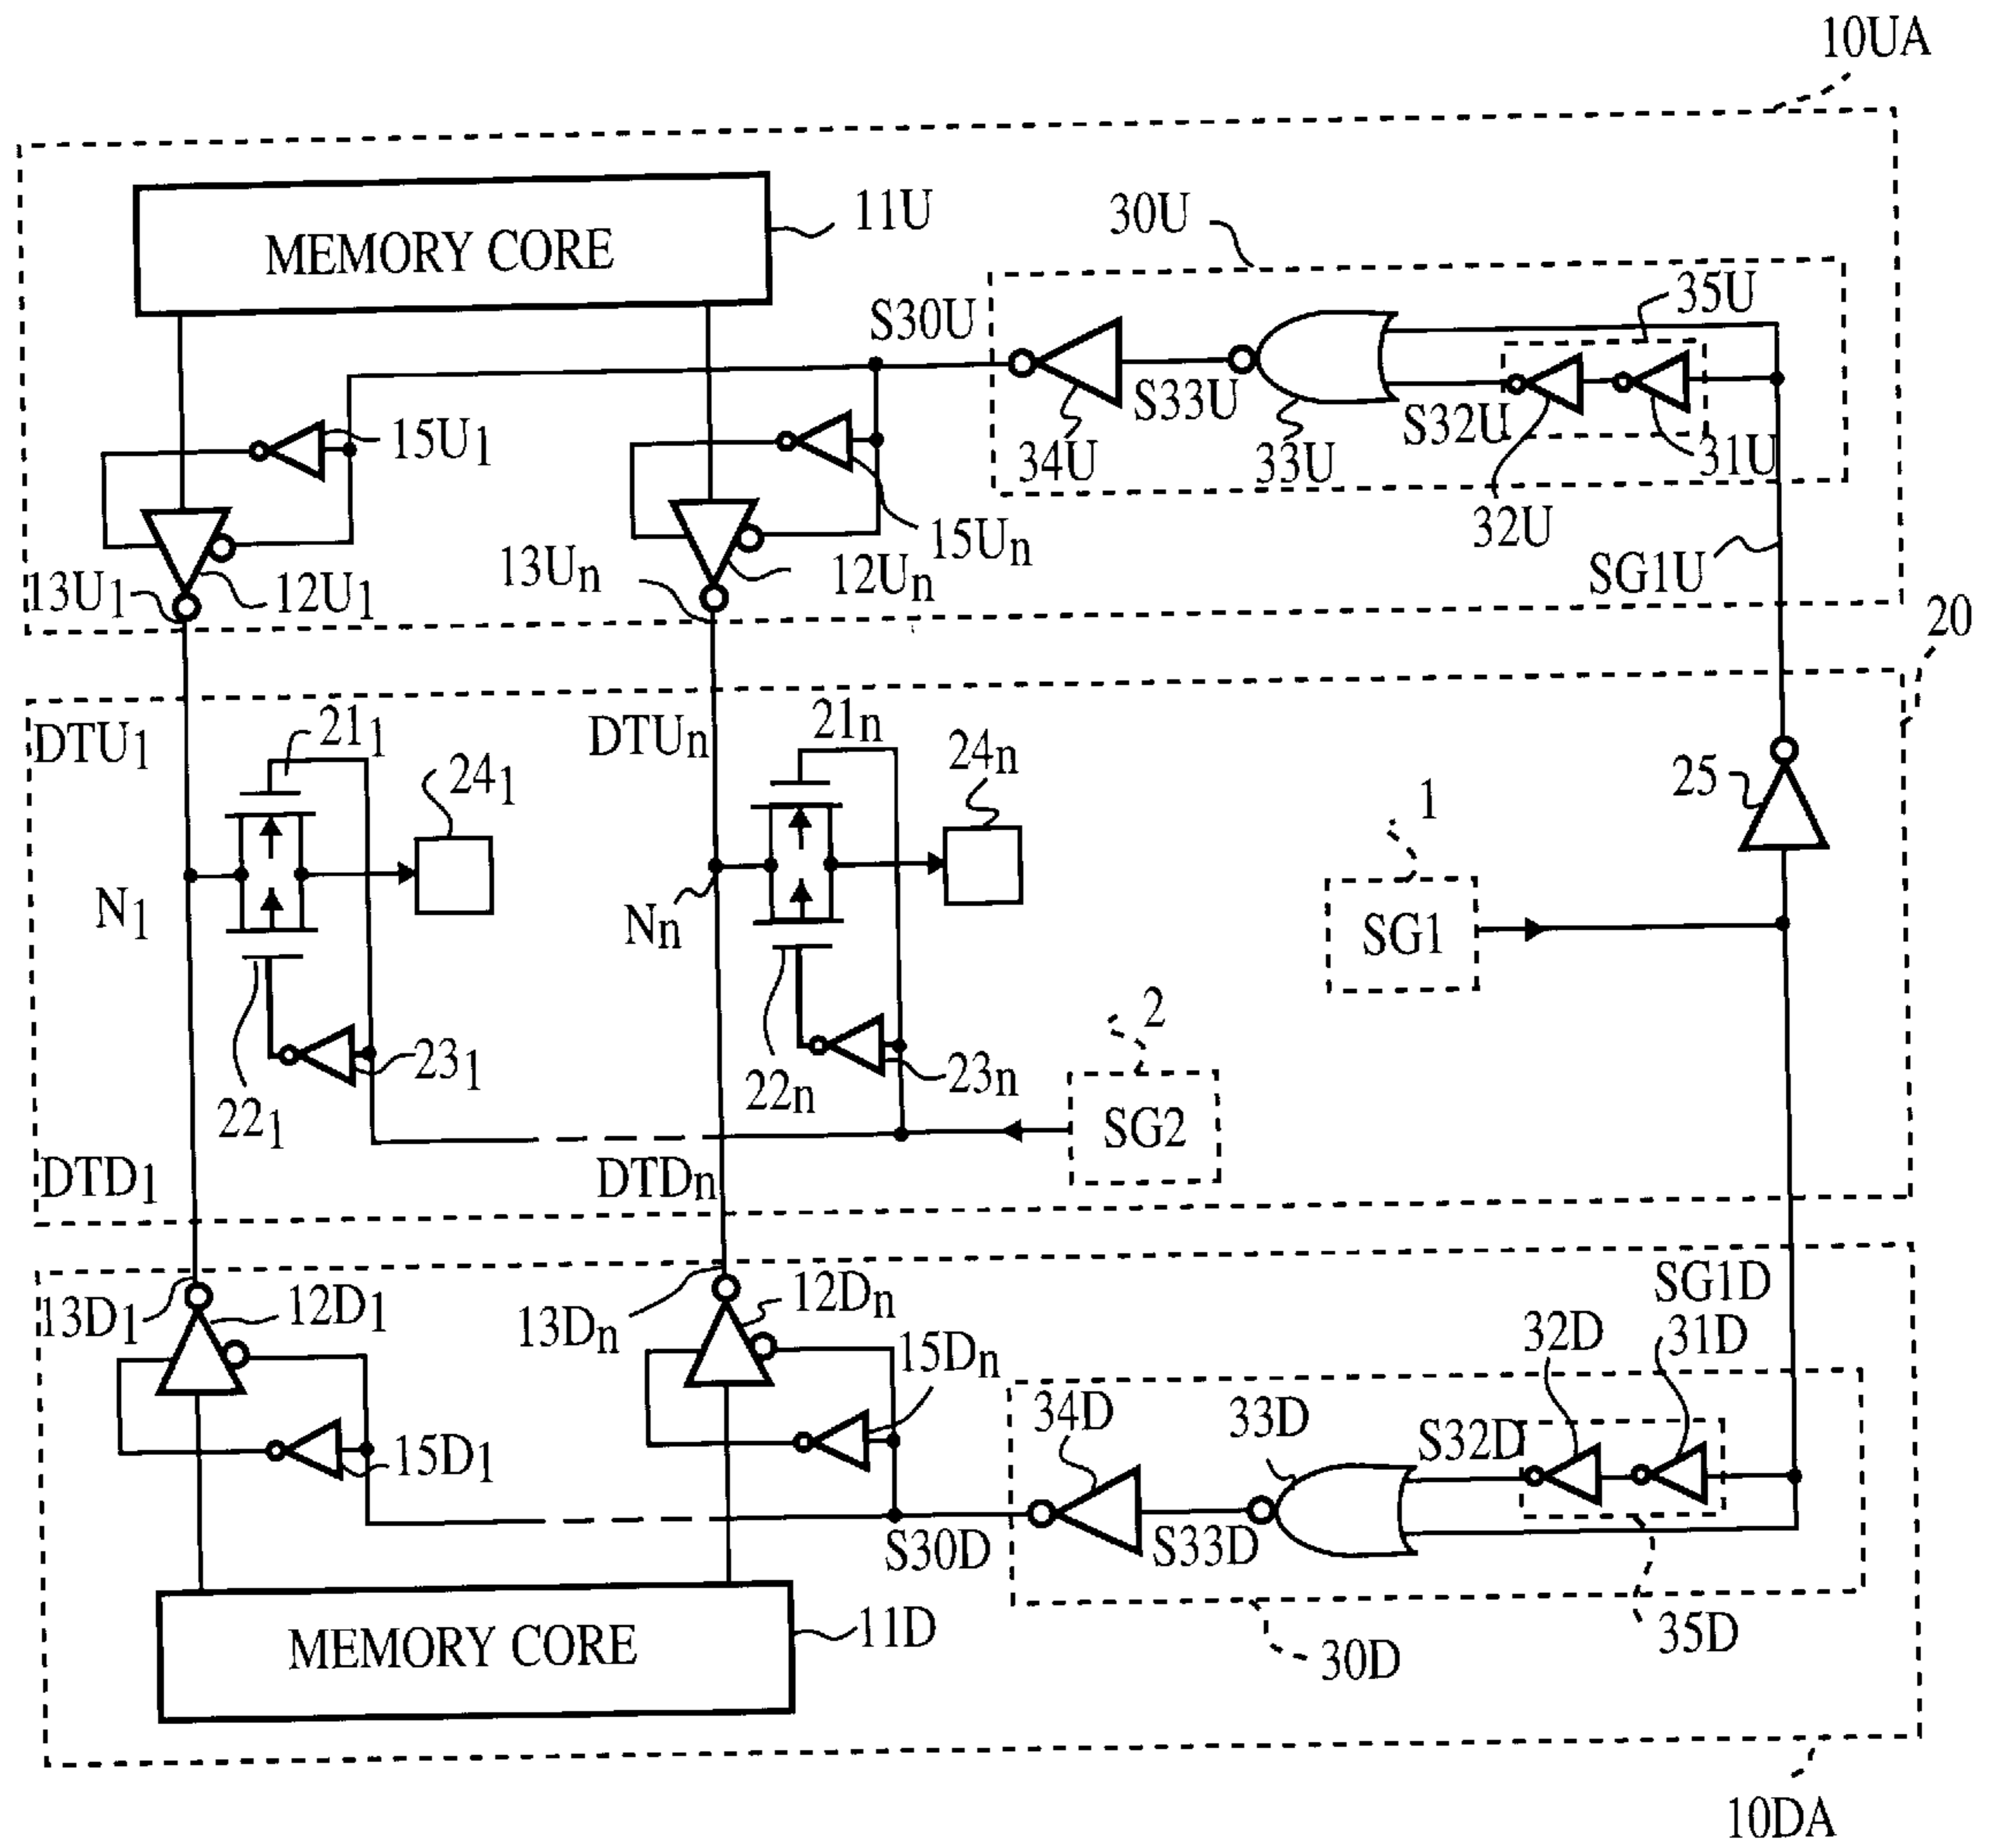 10UA
11U
MEMORY CORE
30U
35U
S30U
S33U
S32U
15U1
34U
33U
31U
32U
15Un
13Un
12Un
13U1
12U1
SG1U
20
DTU1
211
DTUn
21n
241
24n
25
1
N1
Nn
SG1
2
231
23n
221
22n
SG2
DTD1
DTDn
SG1D
13D1
12D1
13Dn
12Dn
15Dn
32D
31D
34D
33D
S32D
15D1
S30D
S33D
MEMORY CORE
11D
30D
35D
10DA